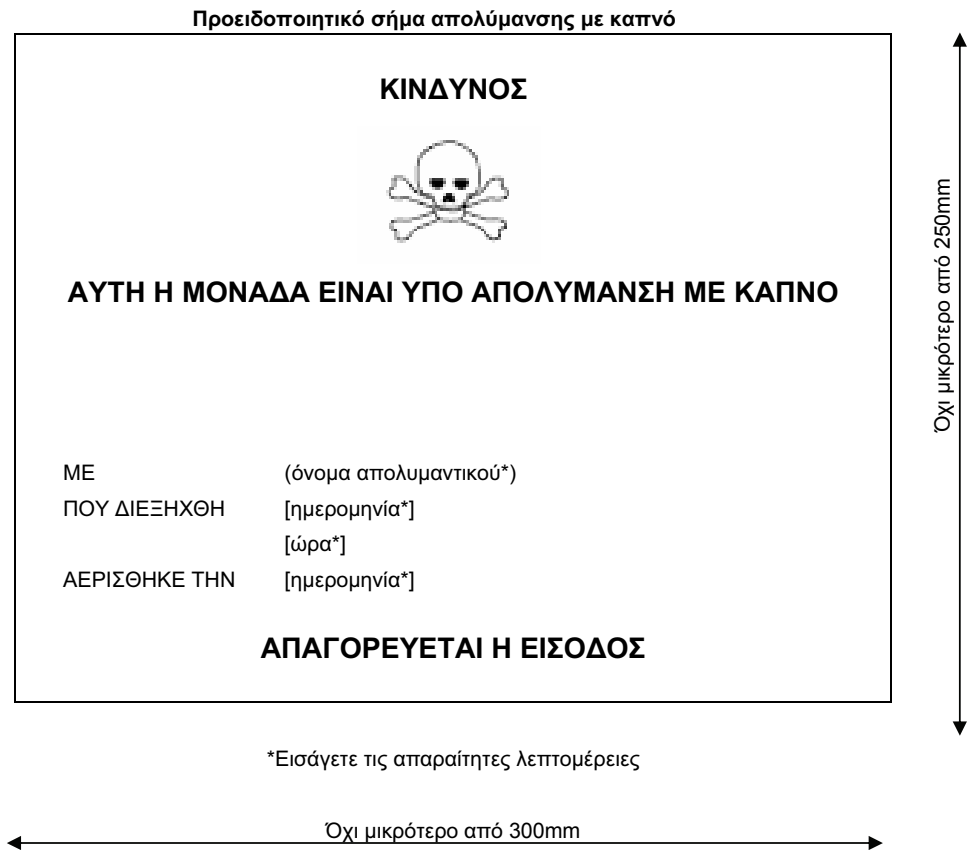 Προειδοποιητικό σήμα απολύμανσης με καπνό
ΚΙΝΔΥΝΟΣ
ΑΥΤΗ Η ΜΟΝΑΔΑ ΕΙΝΑΙ ΥΠΟ ΑΠΟΛΥΜΑΝΣΗ ΜΕ ΚΑΠΝΟ
ΜΕ (όνομα απολυμαντικού*)
ΠΟΥ ΔΙΕΞΗΧΘΗ [ημερομηνία*]
[ώρα*]
ΑΕΡΙΣΘΗΚΕ ΤΗΝ [ημερομηνία*]
ΑΠΑΓΟΡΕΥΕΤΑΙ Η ΕΙΣΟΔΟΣ
Όχι μικρότερο από 250mm
*Εισάγετε τις απαραίτητες λεπτομέρειες
Όχι μικρότερο από 300mm